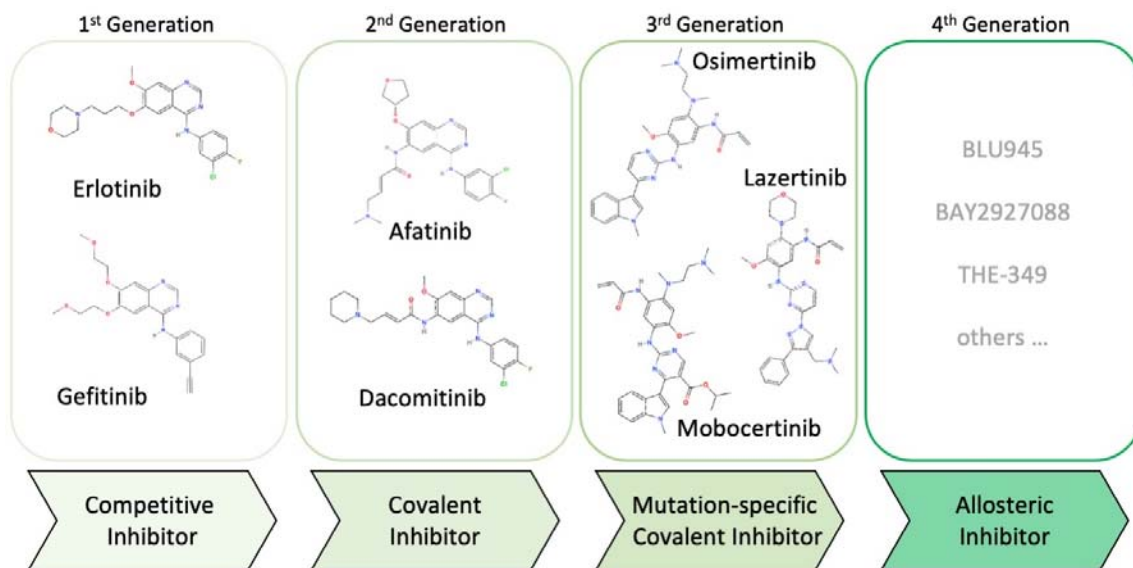 1st Generation
2nd Generation
3rd Generation
4th Generation
Erlotinib
Gefitinib
Afatinib
Dacomitinib
Osimertinib
Lazertinib
Mobocertinib
BLU945
BAY2927088
THE-349
others ...
Competitive
Inhibitor
Covalent
Inhibitor
Mutation-specific
Covalent Inhibitor
Allosteric
Inhibitor